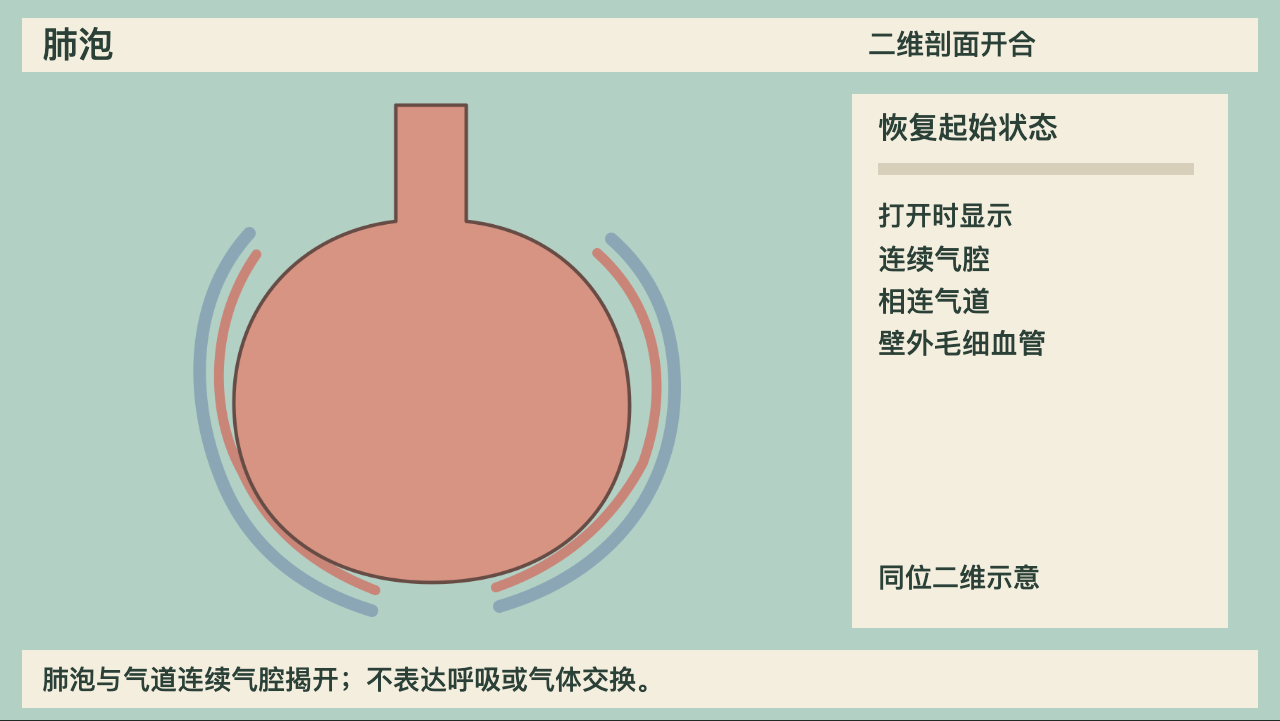 肺泡
二维剖面开合
恢复起始状态
打开时显示
连续气腔
相连气道
壁外毛细血管
同位二维示意
肺泡与气道连续气腔揭开；不表达呼吸或气体交换。